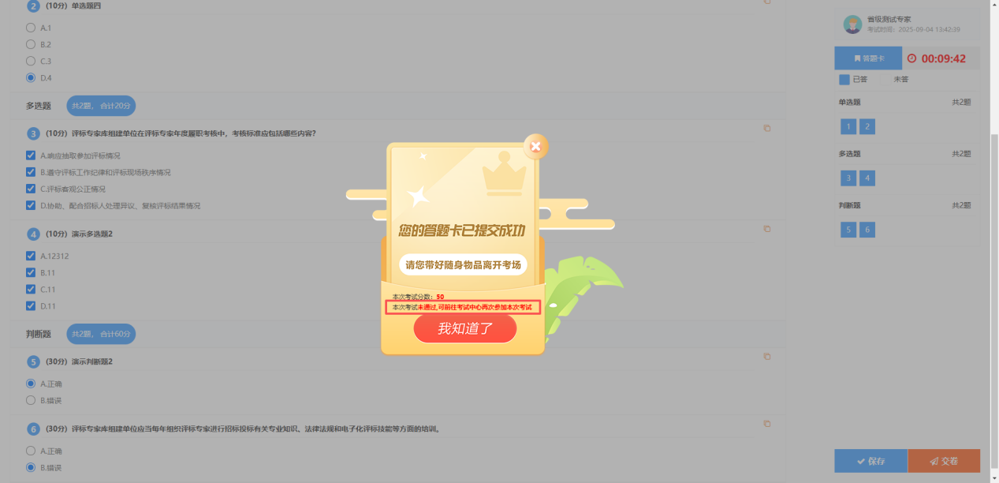 2 (10分) 单选题四
A.1
B.2
C.3
D.4
多选题 共2题， 合计20分
3 (10分) 评标专家库组建单位在评标专家年度履职考核中，考核标准应包括哪些内容?
A.响应抽取参加评标情况
B.遵守评标工作纪律和评标现场秩序情况
C.评标客观公正情况
D.协助、配合招标人处理异议、复核评标结果情况
4 (10分) 演示多选题2
A.12312
B.11
C.11
D.11
判断题 共2题， 合计60分
5 (30分) 演示判断题2
A.正确
B.错误
6 (30分) 评标专家库组建单位应当每年组织评标专家进行招标投标有关专业知识、法律法规和电子化评标技能等方面的培训。
A.正确
B.错误
您的答题卡已提交成功
请您带好随身物品离开考场
本次考试分数：50
本次考试未通过,可前往考试中心再次参加本次考试
我知道了
省级测试专家
考试时间：2025-09-04 13:42:39
答题卡 00:09:42
已答 未答
单选题 共2题
1 2
多选题 共2题
3 4
判断题 共2题
5 6
保存 交卷